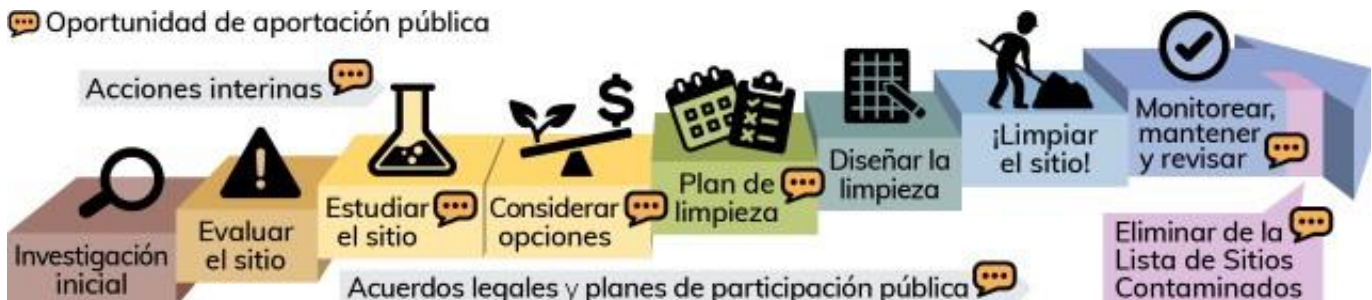 Oportunidad de aportación pública
Acciones interinas
Investigación
inicial
Evaluar
el sitio
Estudiar
el sitio
Considerar
opciones
Plan de
limpieza
Diseñar la
limpieza
¡Limpiar
el sitio!
Monitorear,
mantener
y revisar
Eliminar de la
Lista de Sitios
Contaminados
Acuerdos legales y planes de participación pública